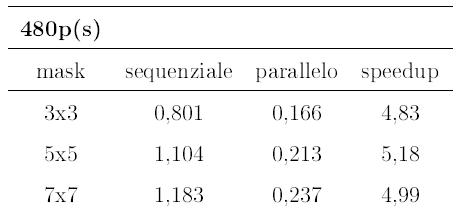 480p(s)
mask sequenziale parallelo speedup
3x3 0,801 0,166 4,83
5x5 1,104 0,213 5,18
7x7 1,183 0,237 4,99